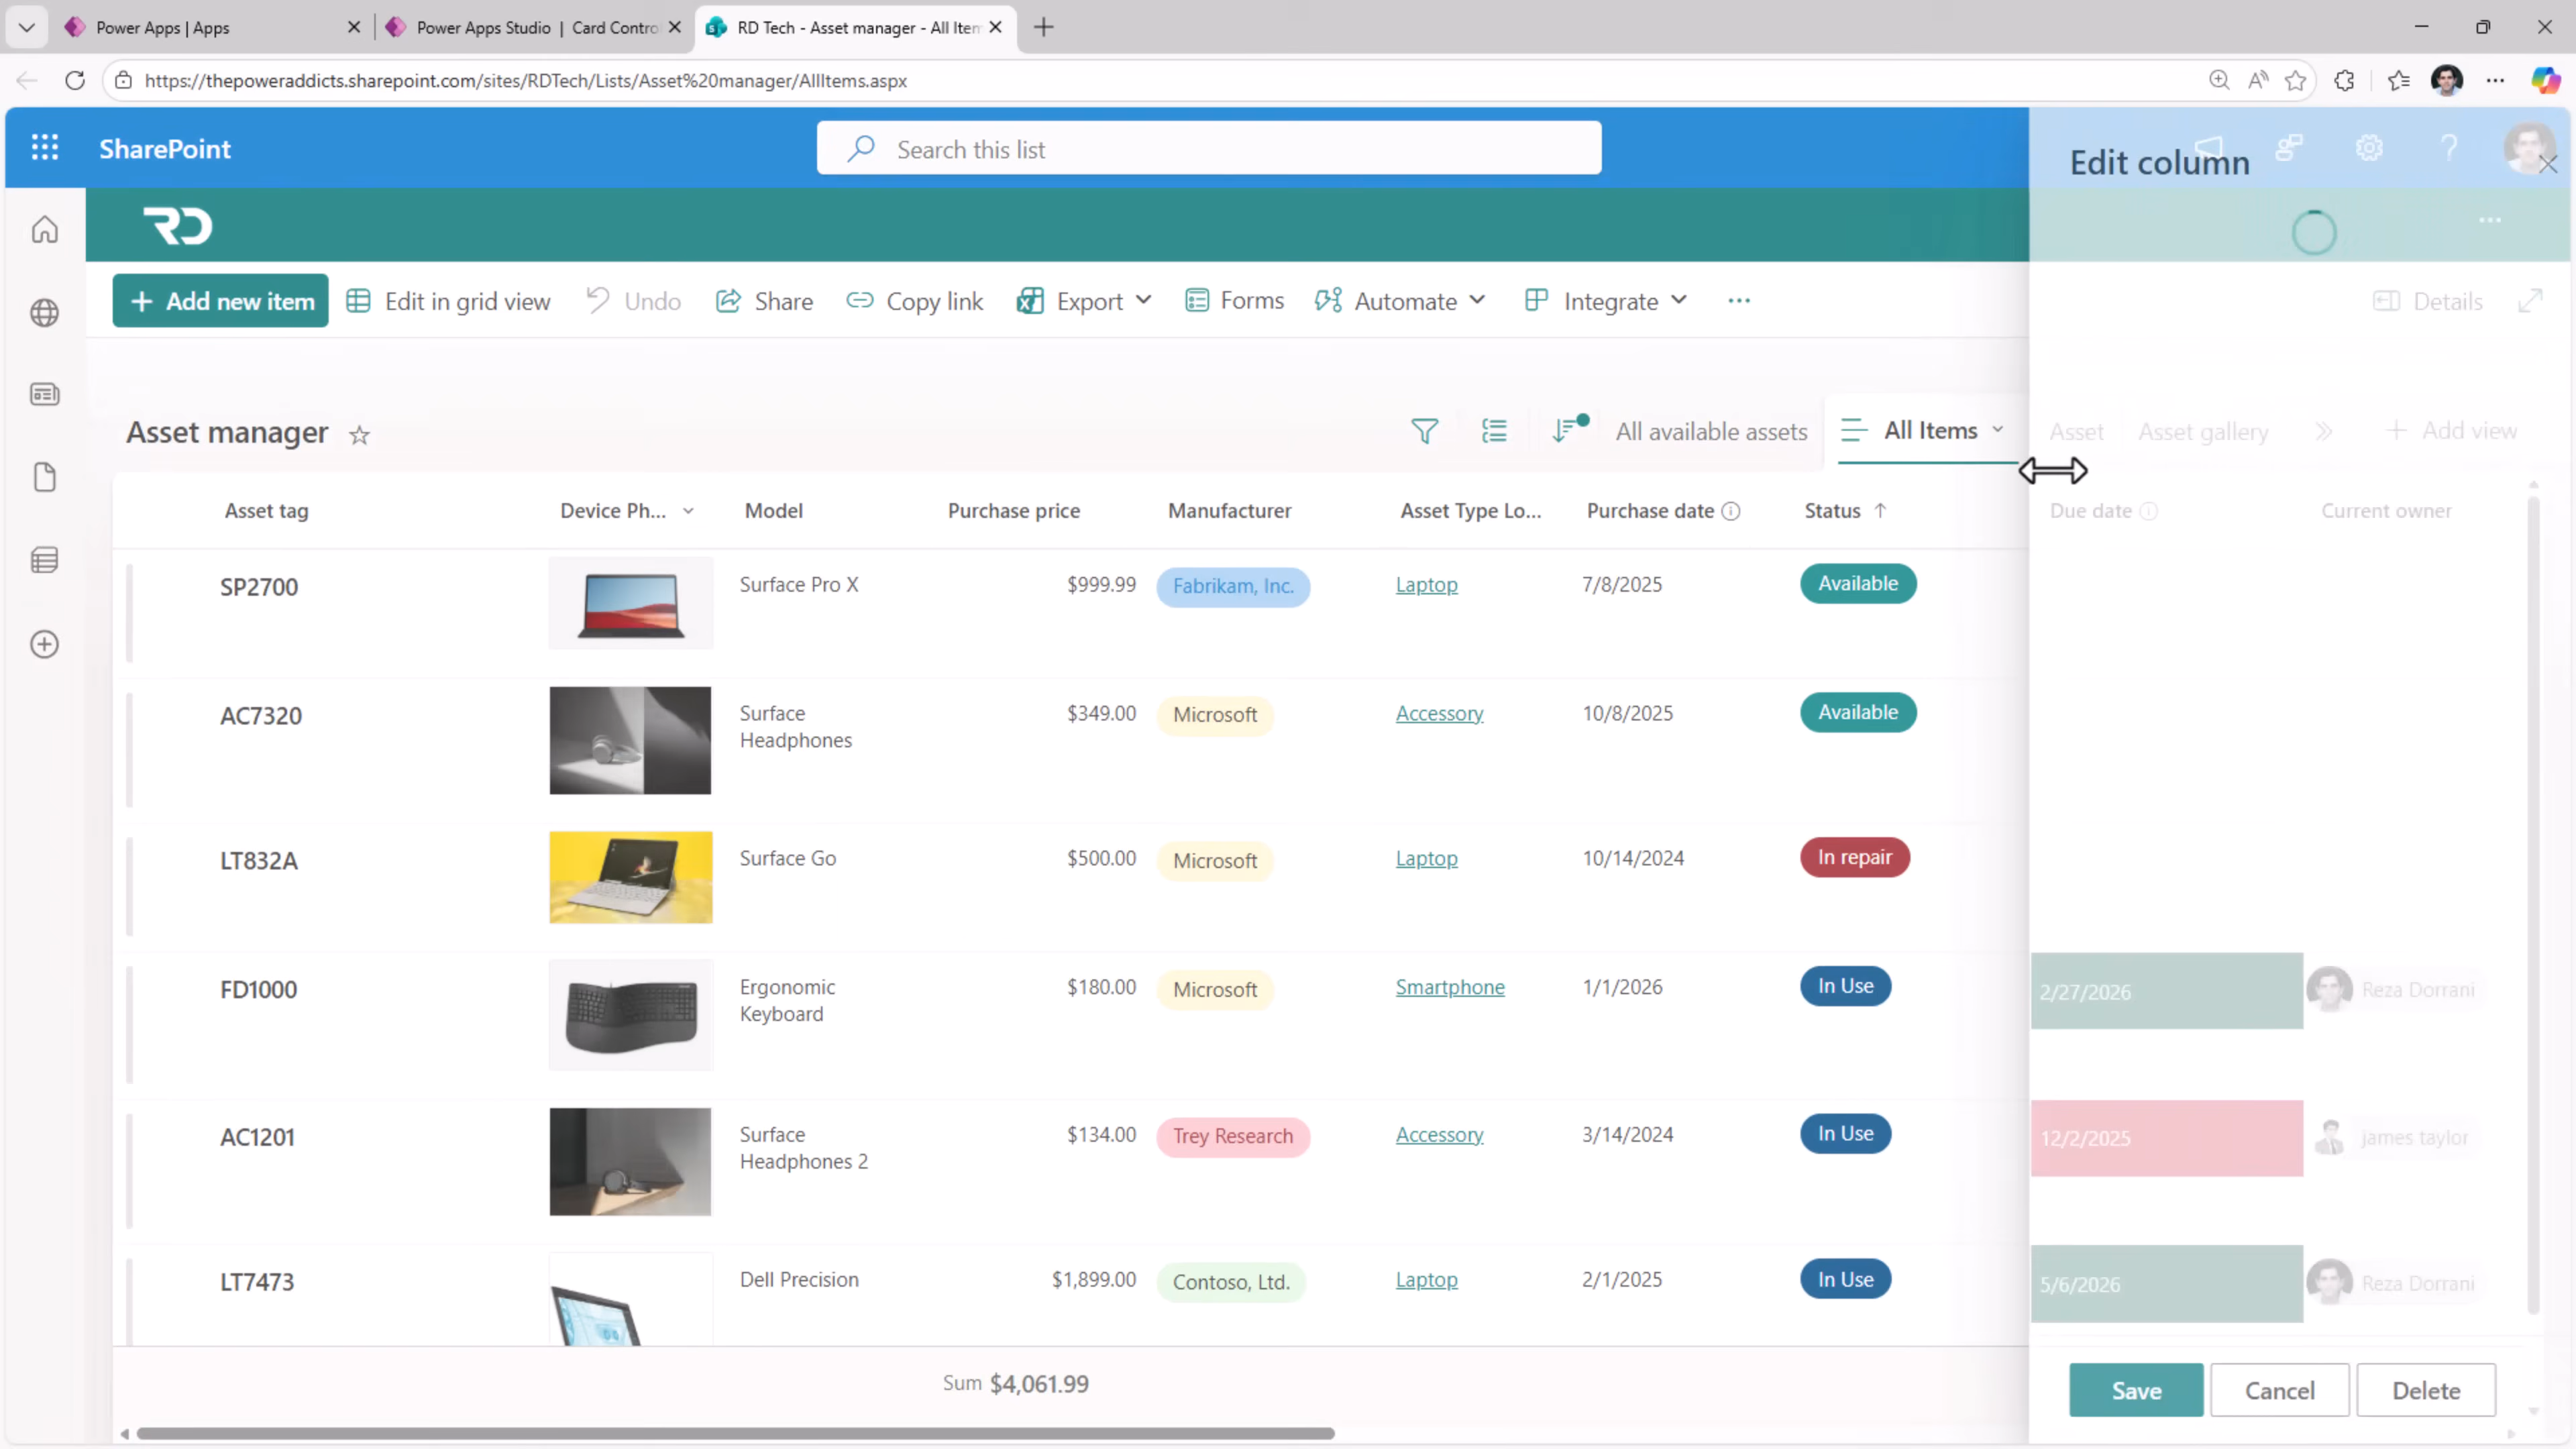 Power Apps | Apps
Power Apps Studio | Card Contro
RD Tech - Asset manager - All Item
https://thepoweraddicts.sharepoint.com/sites/RDTech/Lists/Asset%20manager/AllItems.aspx
SharePoint
Search this list
Edit column
RD
Add new item
Edit in grid view
Undo
Share
Copy link
Export
Forms
Automate
Integrate
Details
Asset manager
All available assets
All Items
Asset
Asset gallery
Add view
Asset tag
Device Ph...
Model
Purchase price
Manufacturer
Asset Type Lo...
Purchase date
Status
Due date
Current owner
SP2700
Surface Pro X
$999.99
Fabrikam, Inc.
Laptop
7/8/2025
Available
AC7320
Surface
Headphones
$349.00
Microsoft
Accessory
10/8/2025
Available
LT832A
Surface Go
$500.00
Microsoft
Laptop
10/14/2024
In repair
FD1000
Ergonomic
Keyboard
$180.00
Microsoft
Smartphone
1/1/2026
In Use
2/27/2026
Reza Dorrani
AC1201
Surface
Headphones 2
$134.00
Trey Research
Accessory
3/14/2024
In Use
12/2/2025
james taylor
LT7473
Dell Precision
$1,899.00
Contoso, Ltd.
Laptop
2/1/2025
In Use
5/6/2026
Reza Dorrani
Sum $4,061.99
Save
Cancel
Delete